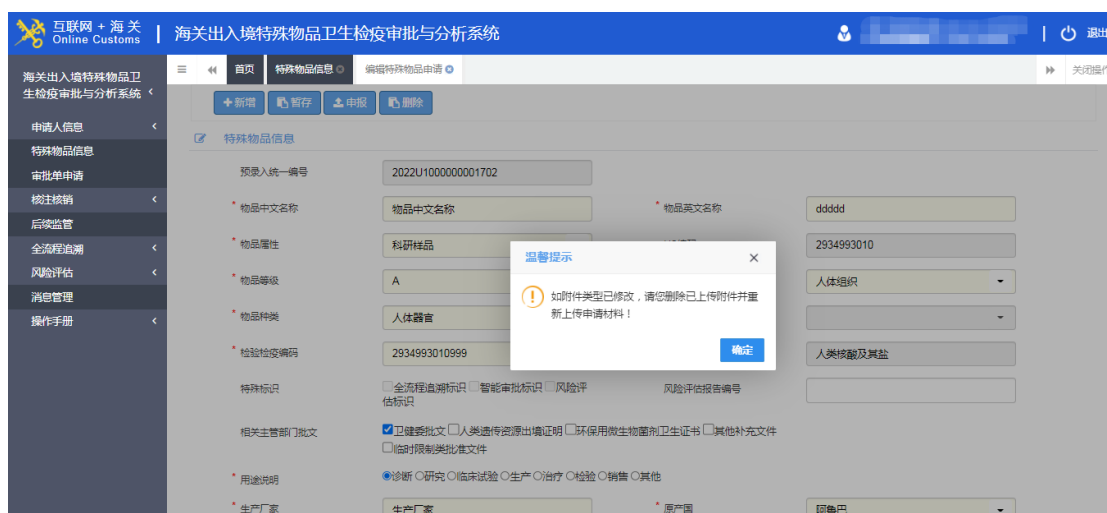 互联网 + 海关 | 海关出入境特殊物品卫生检疫审批与分析系统
Online Customs
退出
首页 特殊物品信息 编辑特殊物品申请 关闭操作
海关出入境特殊物品卫
生检疫审批与分析系统
申请人信息
特殊物品信息
审批单申请
核注核销
后续监管
全流程追溯
风险评估
消息管理
操作手册
+新增 暂存 申报 删除
特殊物品信息
预录入统一编号 2022U1000000001702
* 物品中文名称 物品中文名称 * 物品英文名称 ddddd
* 物品属性 科研样品 2934993010
* 物品等级 A 人体组织
* 物品种类 人体器官
* 检验检疫编码 2934993010999 人类核酸及其盐
温馨提示 ×
如附件类型已修改，请您删除已上传附件并重
新上传申请材料！
确定
特殊标识 全流程追溯标识 智能审批标识 风险评
估标识 风险评估报告编号
相关主管部门批文 卫健委批文 人类遗传资源出境证明 环保用微生物菌剂卫生证书 其他补充文件
临时限制类批准文件
* 用途说明 诊断 研究 临床试验 生产 治疗 检验 销售 其他
* 生产厂家 生产厂家 * 原产国 阿鲁巴